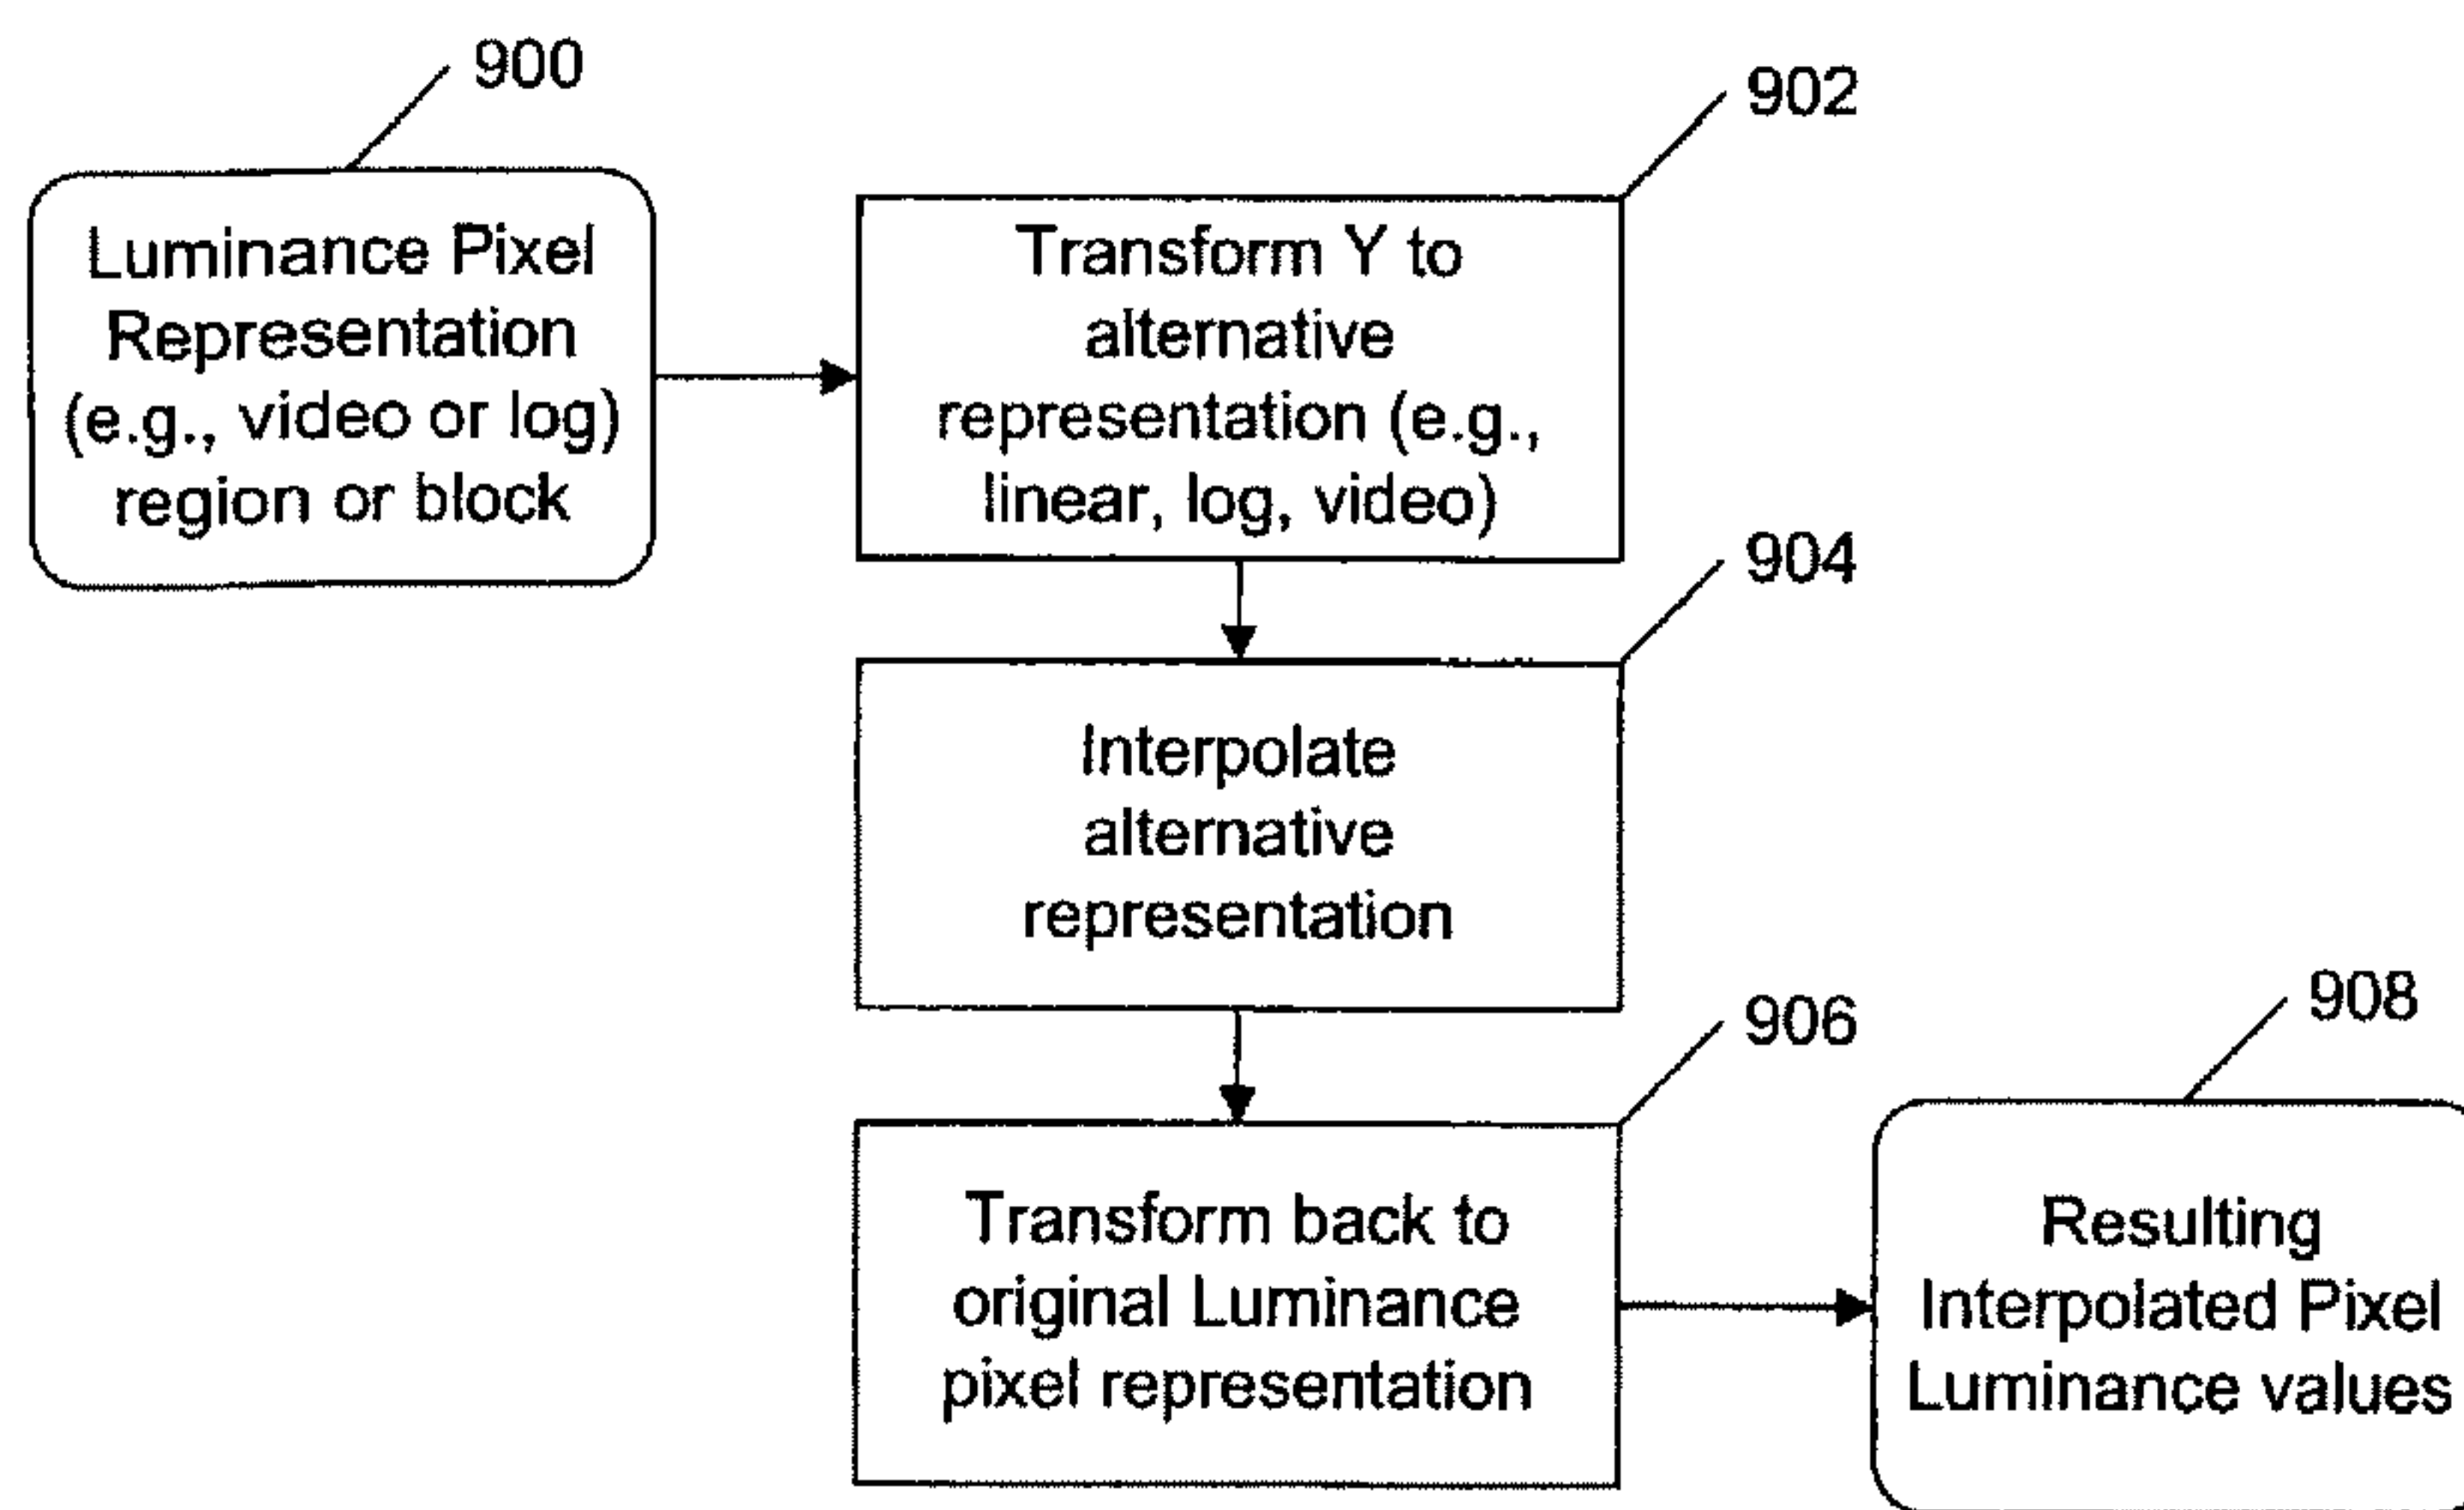 900
Luminance Pixel
Representation
(e.g., video or log)
region or block
902
Transform Y to
alternative
representation (e.g.,
linear, log, video)
904
Interpolate
alternative
representation
906
Transform back to
original Luminance
pixel representation
908
Resulting
Interpolated Pixel
Luminance values